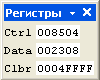 Регистры
Ctrl 008504
Data 002308
Clbr 0004FFFF